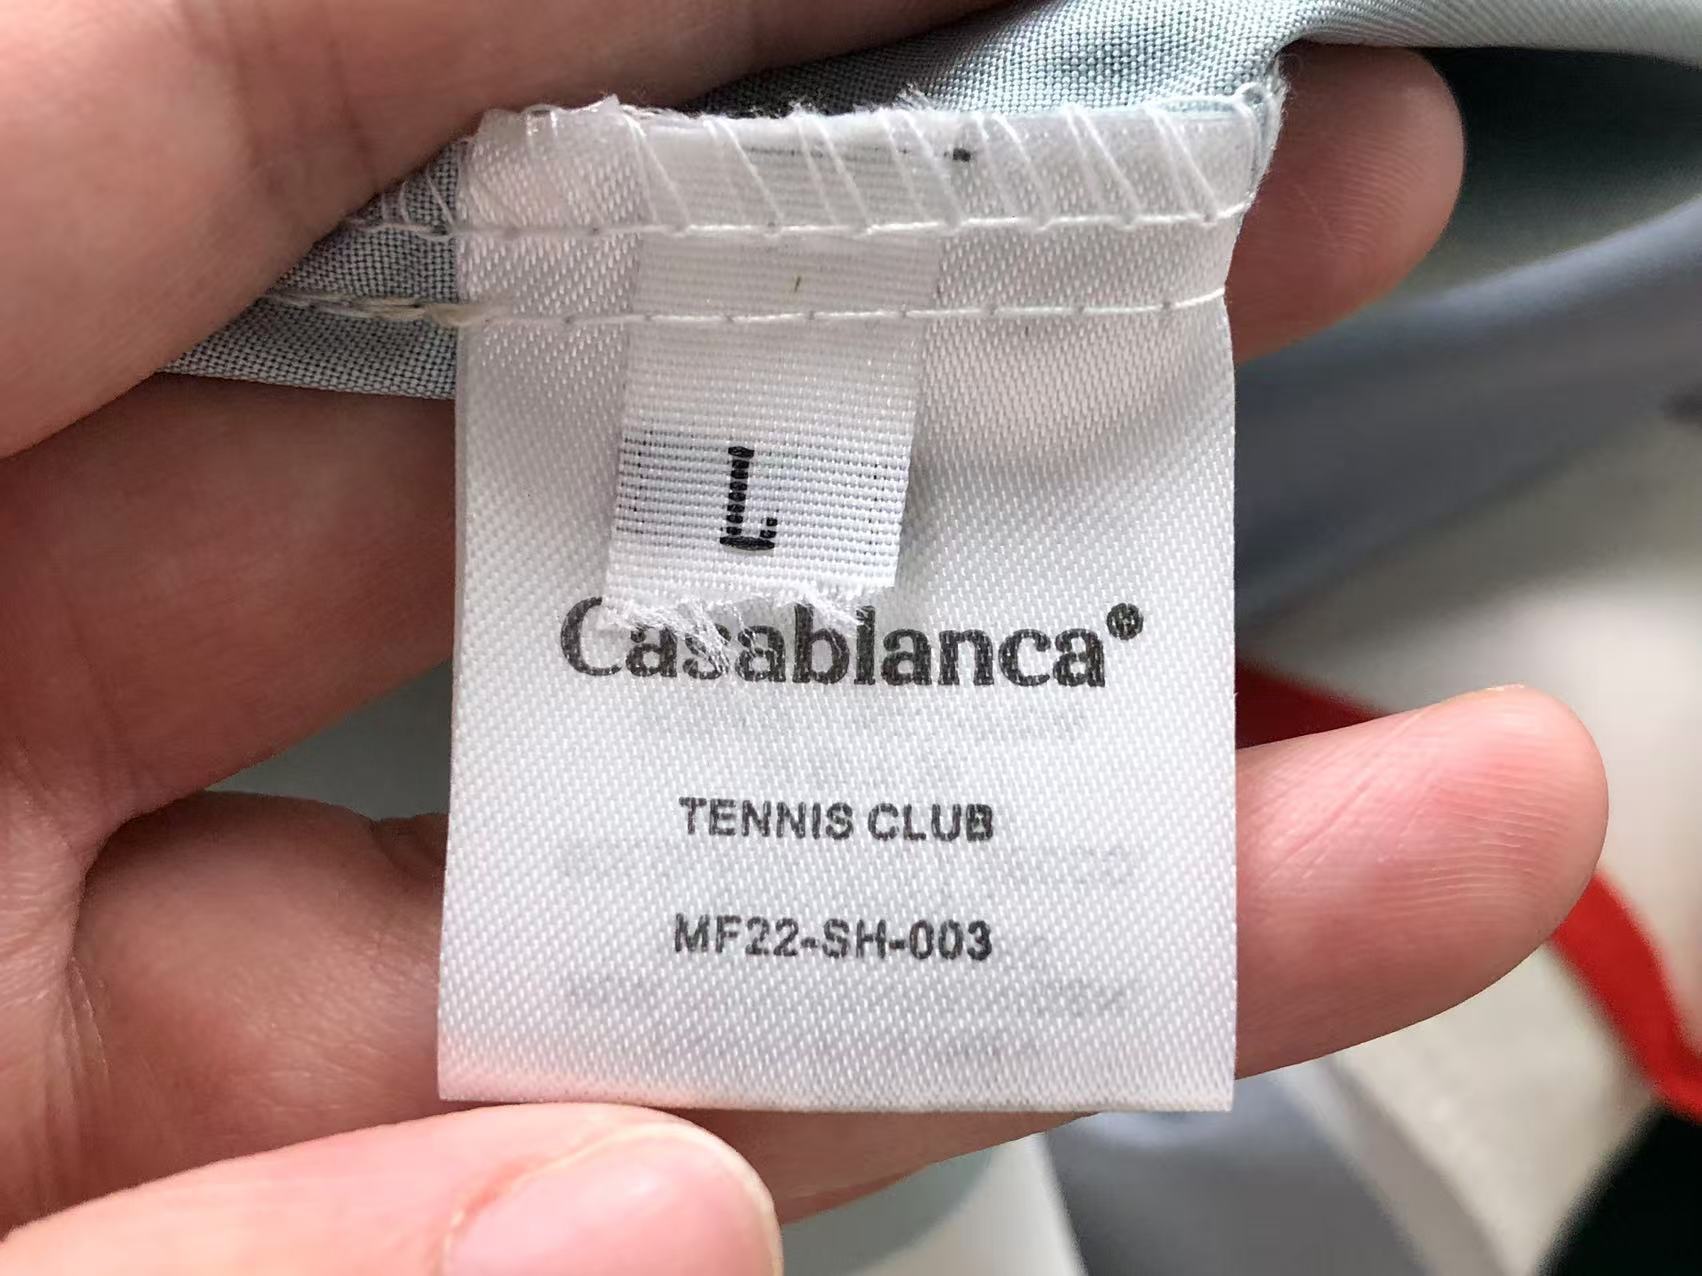 L
Casablanca®
TENNIS CLUB
MF22-SH-003